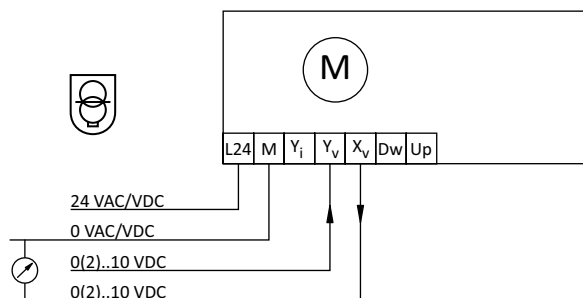 M
L24 M Yi Yv Xv Dw Up
24 VAC/VDC
0 VAC/VDC
0(2)..10 VDC
0(2)..10 VDC